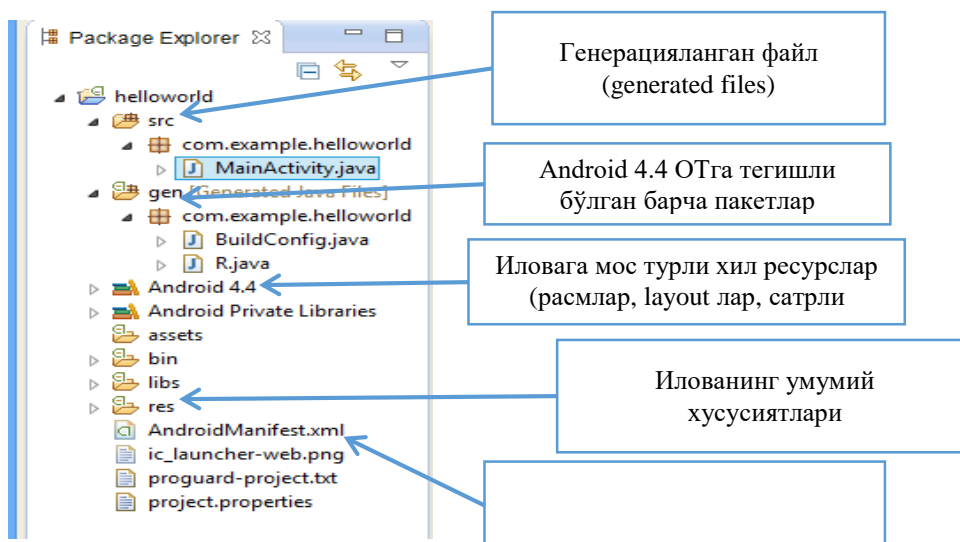 Package Explorer
helloworld
src
com.example.helloworld
MainActivity.java
gen [Generated Java Files]
com.example.helloworld
BuildConfig.java
R.java
Android 4.4
Android Private Libraries
assets
bin
libs
res
AndroidManifest.xml
ic_launcher-web.png
proguard-project.txt
project.properties
Генерацияланган файл
(generated files)
Android 4.4 ОТга тегишли
бўлган барча пакетлар
Иловага мос турли хил ресурслар
(расмлар, layout лар, сатрли
Илованинг умумий
хусусиятлари